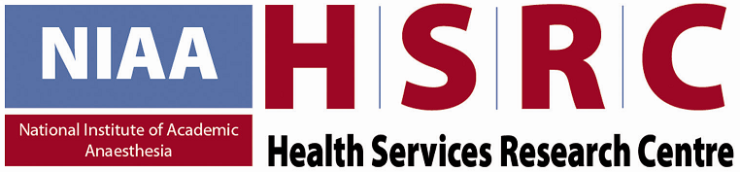 NIAA
National Institute of Academic
Anaesthesia
HSRC
Health Services Research Centre